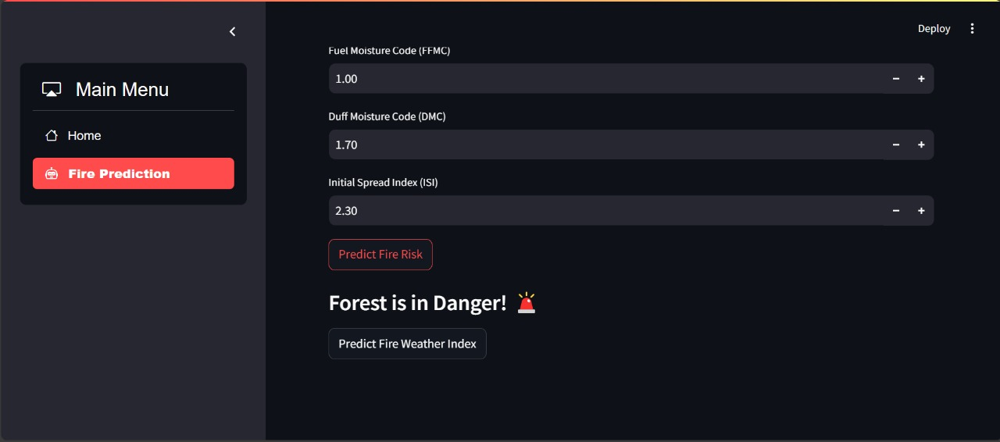 Deploy
Main Menu
Home
Fire Prediction
Fuel Moisture Code (FFMC)
1.00
Duff Moisture Code (DMC)
1.70
Initial Spread Index (ISI)
2.30
Predict Fire Risk
Forest is in Danger! 🚨
Predict Fire Weather Index